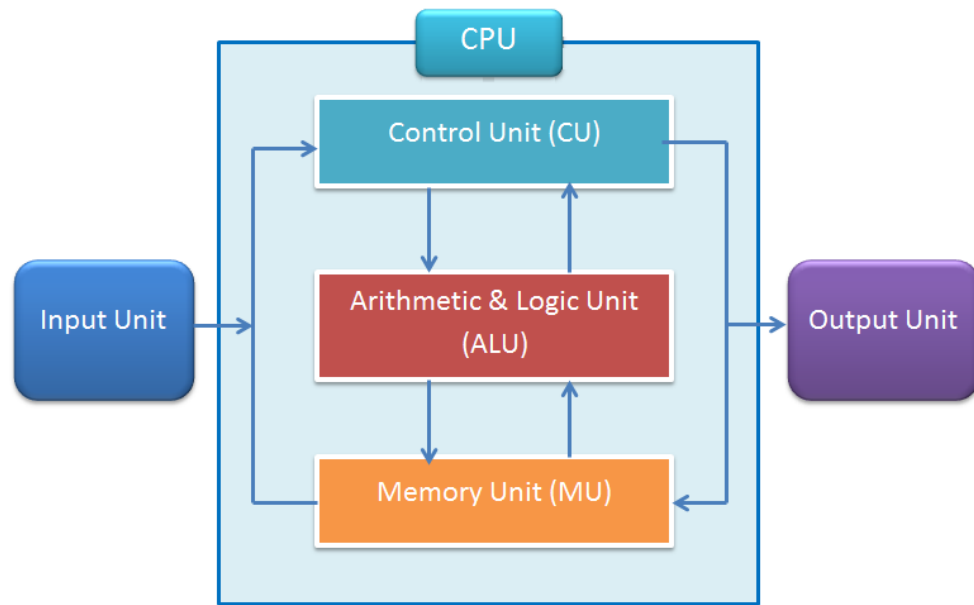 CPU
Control Unit (CU)
Input Unit
Arithmetic & Logic Unit
(ALU)
Output Unit
Memory Unit (MU)